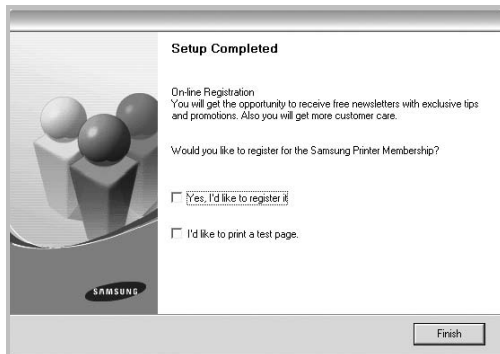 Setup Completed
On-line Registration
You will get the opportunity to receive free newsletters with exclusive tips
and promotions. Also you will get more customer care.
Would you like to register for the Samsung Printer Membership?
Yes, I'd like to register it
I'd like to print a test page.
SAMSUNG
Finish